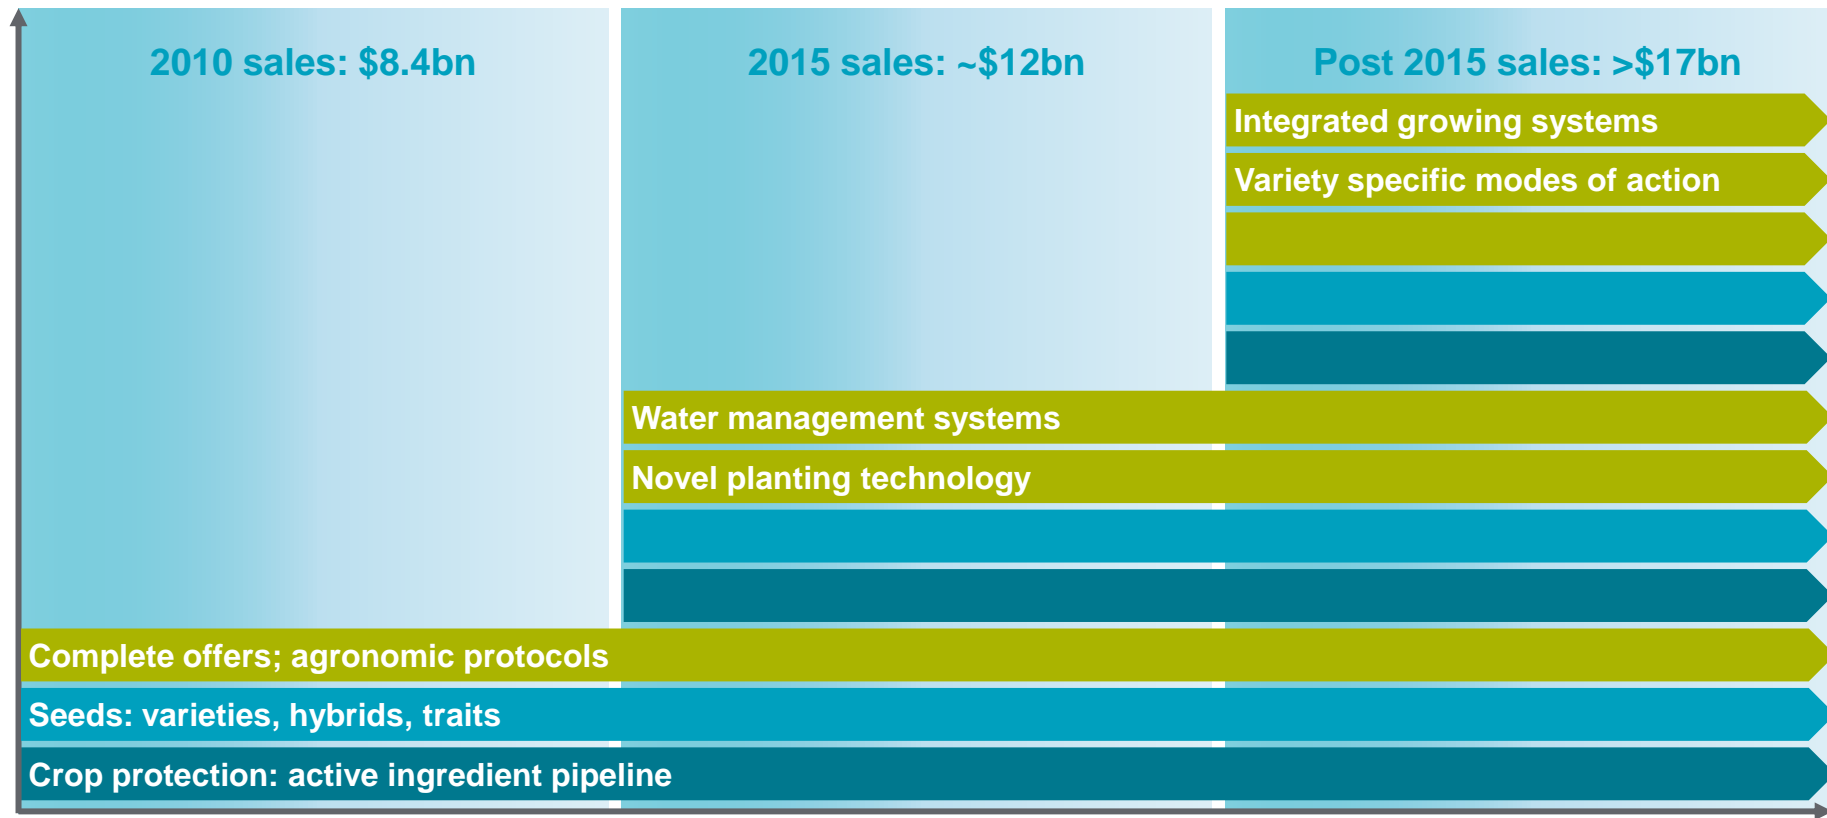 2010 sales: $8.4bn
2015 sales: ~$12bn
Post 2015 sales: >$17bn
Integrated growing systems
Variety specific modes of action
Water management systems
Novel planting technology
Complete offers; agronomic protocols
Seeds: varieties, hybrids, traits
Crop protection: active ingredient pipeline